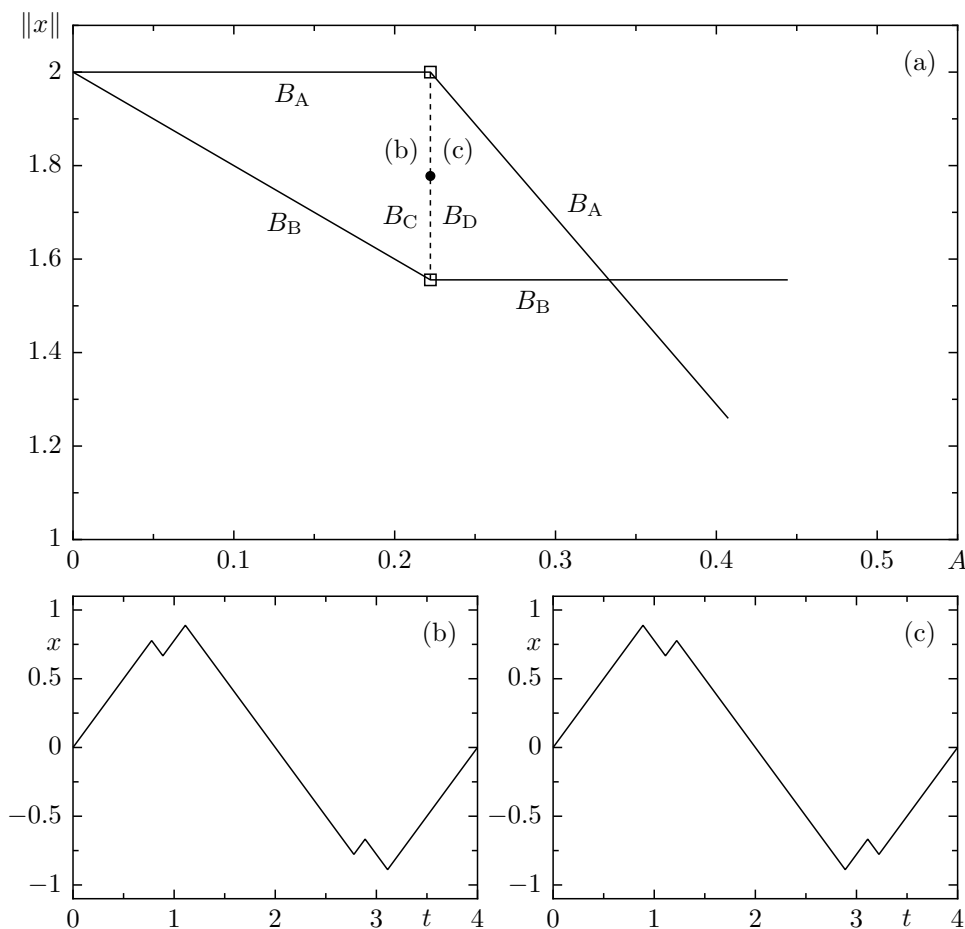 ‖x‖
(a)
2
B_A
1.8
(b) (c)
B_B B_C B_D B_A
1.6
B_B
1.4
1.2
1
0 0.1 0.2 0.3 0.4 0.5 A
1 (b)
x
0.5
0
−0.5
−1
0 1 2 3 t 4
1 (c)
x
0.5
0
−0.5
−1
0 1 2 3 t 4